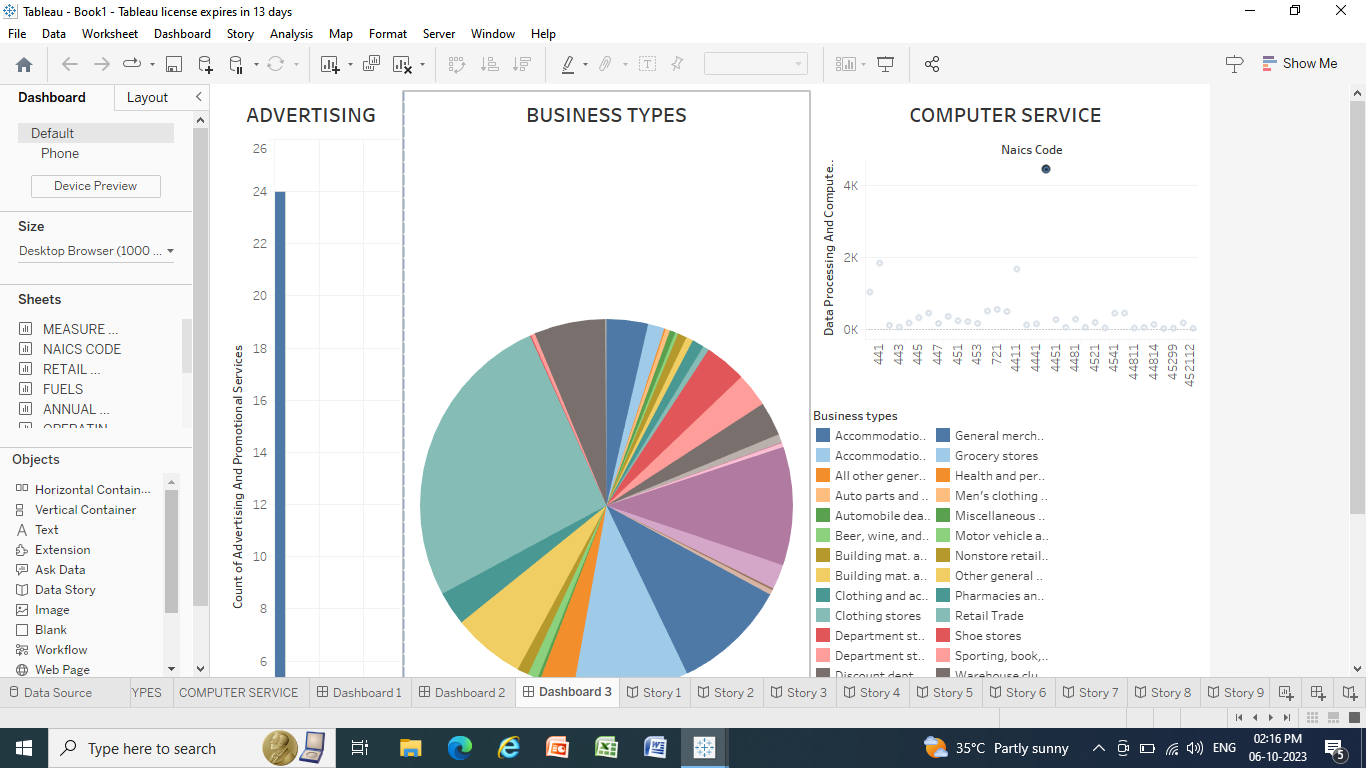 Tableau - Book1 - Tableau license expires in 13 days
File Data Worksheet Dashboard Story Analysis Map Format Server Window Help
Show Me
Dashboard Layout
Default
Phone
Device Preview
Size
Desktop Browser (1000 ...
Sheets
MEASURE ...
NAICS CODE
RETAIL ...
FUELS
ANNUAL ...
Objects
Horizontal Contain...
Vertical Container
Text
Extension
Ask Data
Data Story
Image
Blank
Workflow
Web Page
ADVERTISING
Count of Advertising And Promotional Services
26
24
22
20
18
16
14
12
10
8
6
BUSINESS TYPES
COMPUTER SERVICE
Naics Code
Data Processing And Compute..
4K
2K
0K
441 443 445 447 451 453 721 4411 4441 4451 4481 4521 4541 44811 44814 45299 452112
Business types
Accommodatio.. General merch..
Accommodatio.. Grocery stores
All other gener.. Health and per..
Auto parts and .. Men's clothing ..
Automobile dea.. Miscellaneous ..
Beer, wine, and.. Motor vehicle a..
Building mat. a.. Nonstore retail..
Building mat. a.. Other general ..
Clothing and ac.. Pharmacies an..
Clothing stores Retail Trade
Department st.. Shoe stores
Department st.. Sporting, book,..
Discount dept.. Warehouse clu..
Data Source YPES COMPUTER SERVICE Dashboard 1 Dashboard 2 Dashboard 3 Story 1 Story 2 Story 3 Story 4 Story 5 Story 6 Story 7 Story 8 Story 9
Type here to search
35°C Partly sunny
ENG
02:16 PM
06-10-2023
5